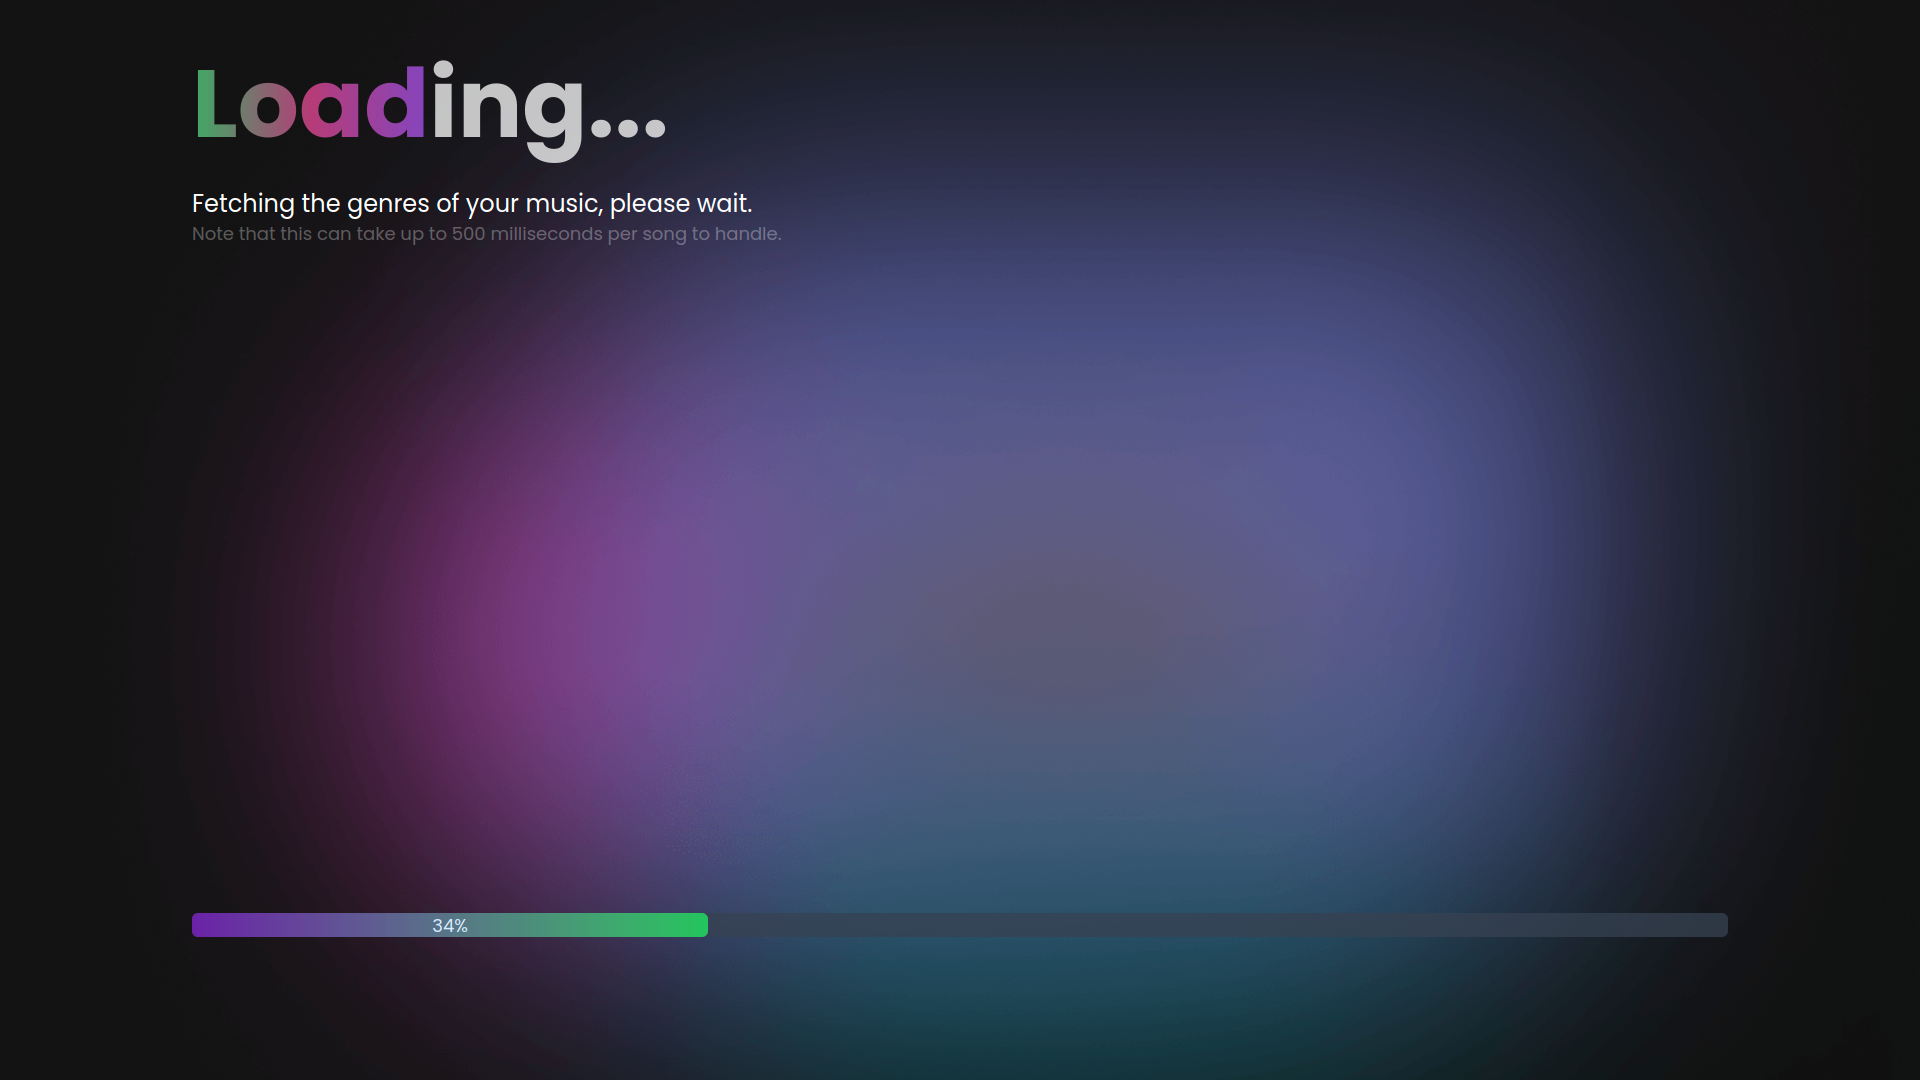 Loading...
Fetching the genres of your music, please wait.
Note that this can take up to 500 milliseconds per song to handle.
34%